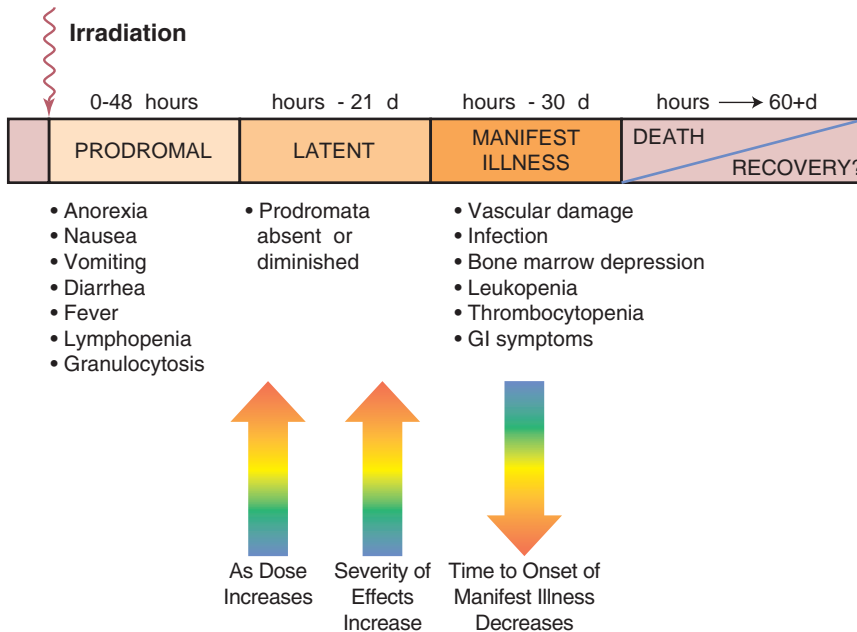 Irradiation
0-48 hours
hours - 21 d
hours - 30 d
hours → 60+d
PRODROMAL
LATENT
MANIFEST
ILLNESS
DEATH
RECOVERY?
• Anorexia
• Nausea
• Vomiting
• Diarrhea
• Fever
• Lymphopenia
• Granulocytosis
• Prodromata
absent or
diminished
• Vascular damage
• Infection
• Bone marrow depression
• Leukopenia
• Thrombocytopenia
• GI symptoms
As Dose
Increases
Severity of
Effects
Increase
Time to Onset of
Manifest Illness
Decreases